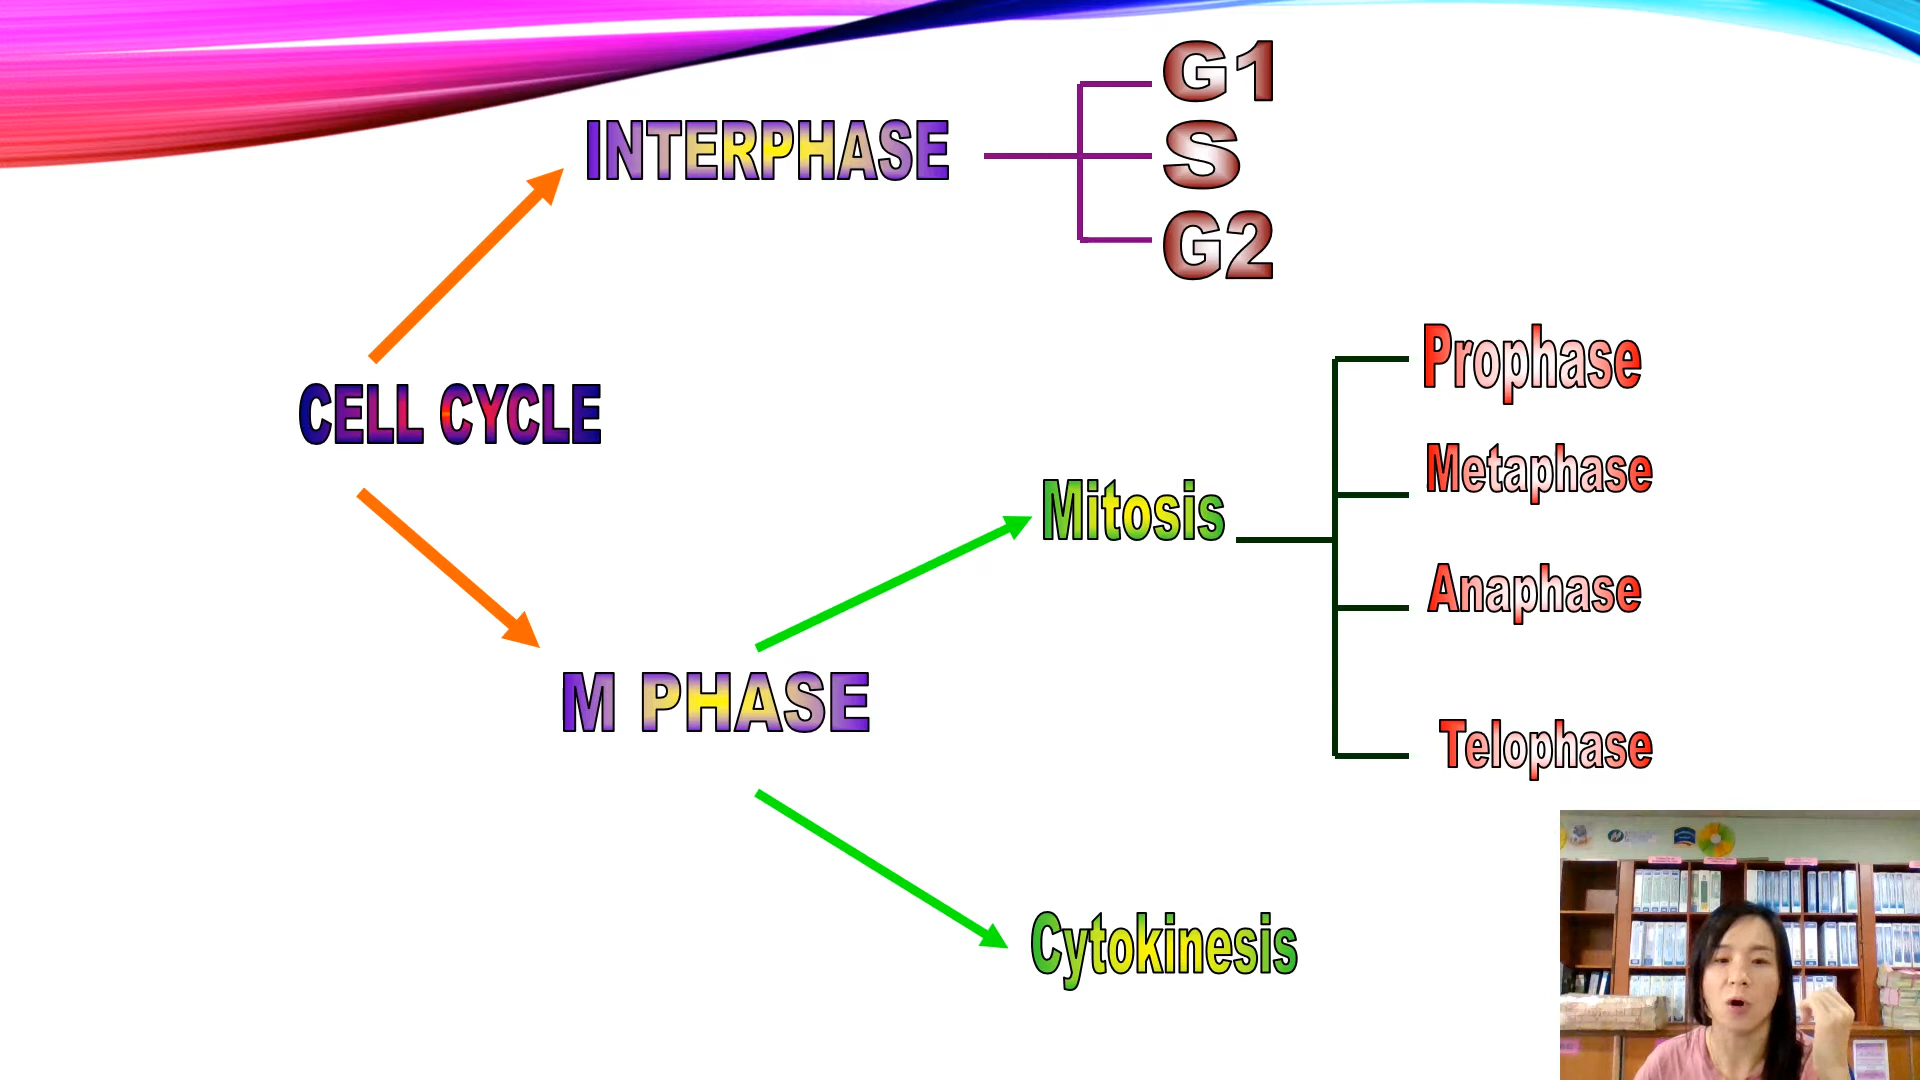 G1
INTERPHASE
S
G2
CELL CYCLE
Prophase
Metaphase
Mitosis
Anaphase
M PHASE
Telophase
Cytokinesis